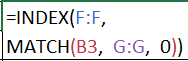 =INDEX(F:F,
MATCH(B3, G:G, 0))